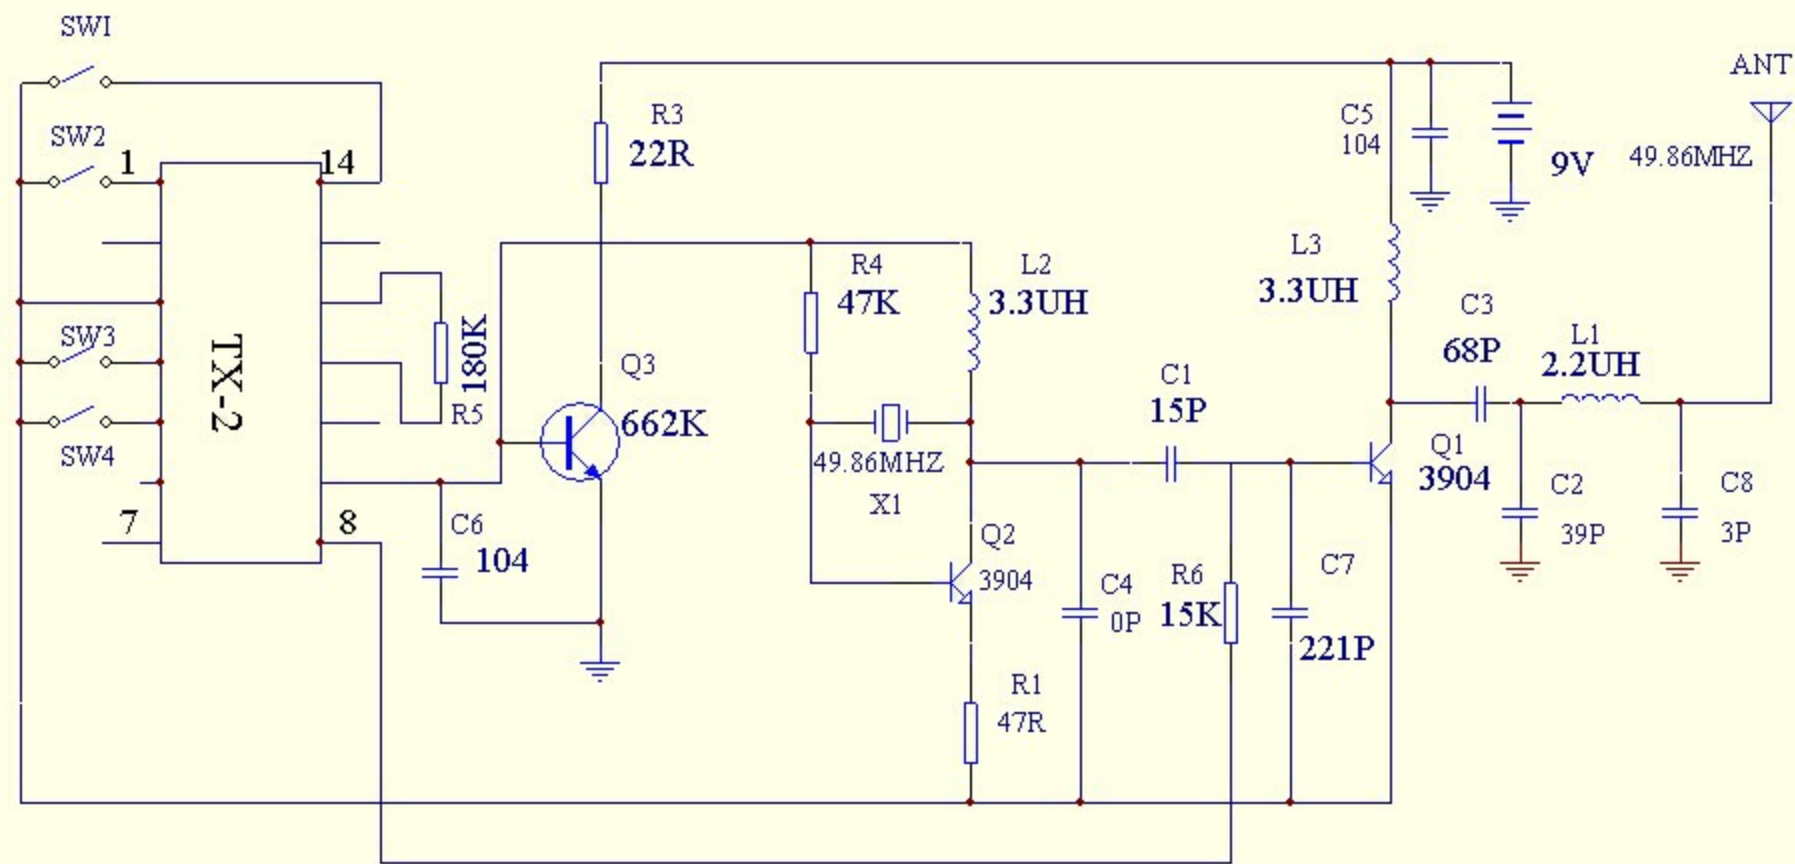 SW1
SW2
1
14
R3
22R
C5
104
9V
ANT
49.86MHZ
R4
47K
L2
3.3UH
L3
3.3UH
C3
68P
L1
2.2UH
SW3
TX-2
180K
R5
Q3
662K
C1
15P
49.86MHZ
X1
Q1
3904
SW4
C2
39P
C8
3P
7
8
C6
104
Q2
3904
C4
0P
R6
15K
C7
221P
R1
47R